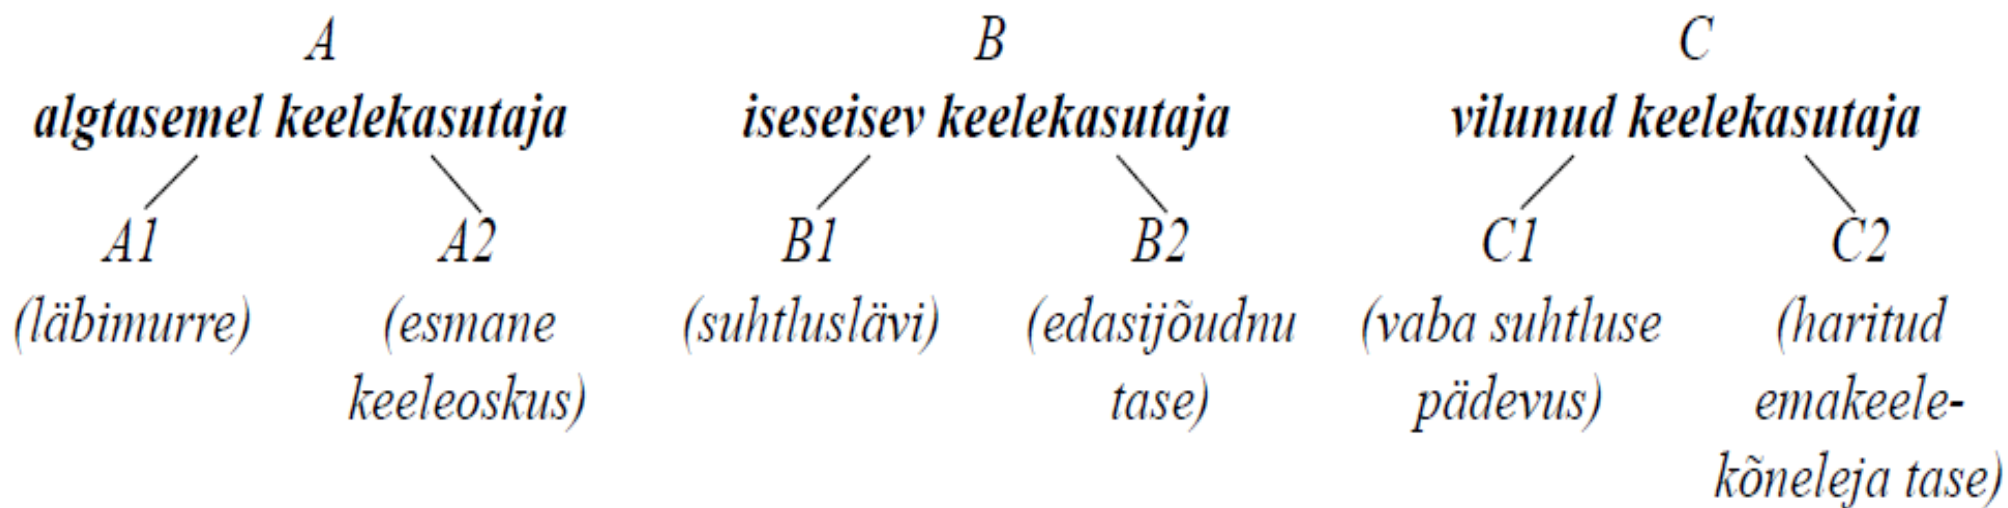 A B C
algtasemel keelekasutaja iseseisev keelekasutaja vilunud keelekasutaja
A1 A2 B1 B2 C1 C2
(läbimurre) (esmane (suhtluslävi) (edasijõudnu (vaba suhtluse (haritud
keeleoskus) tase) pädevus) emakeele-
kõneleja tase)